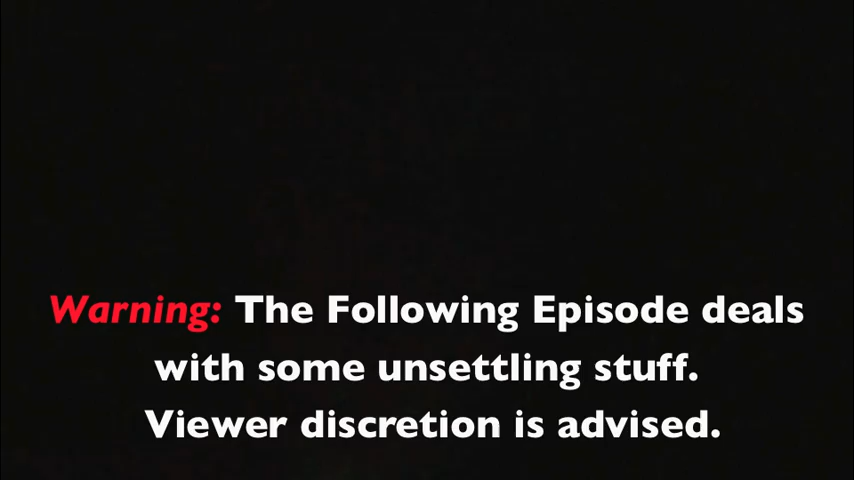 Warning: The Following Episode deals
with some unsettling stuff.
Viewer discretion is advised.